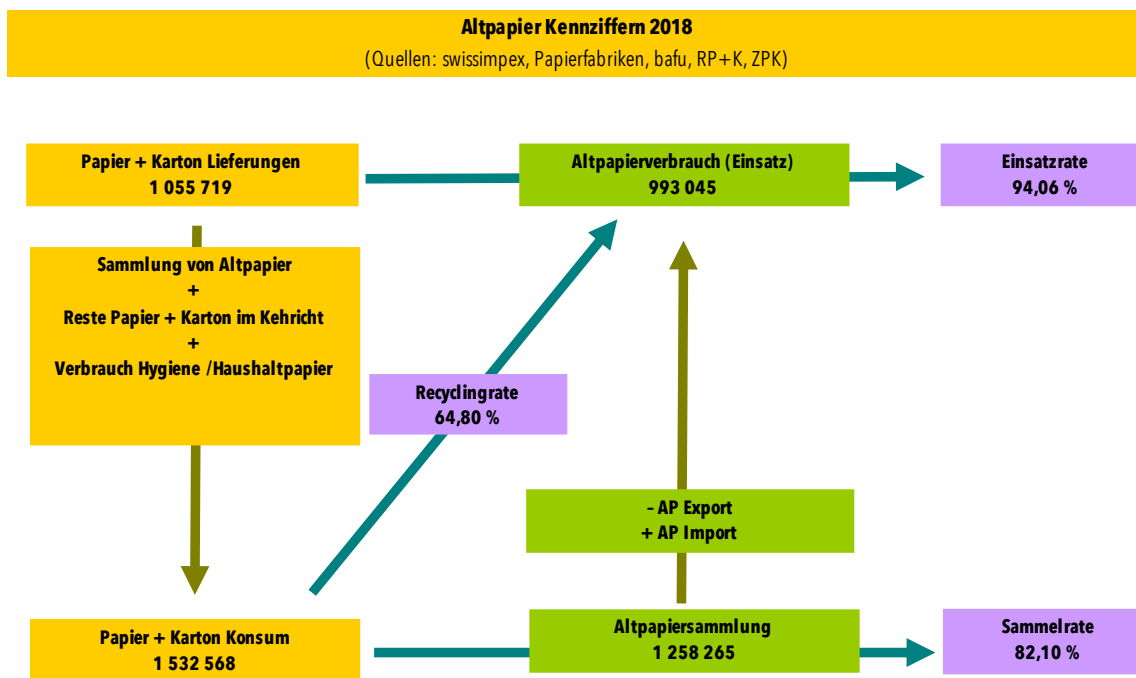 Altpapier Kennziffern 2018
(Quellen: swissimpex, Papierfabriken, bafu, RP+K, ZPK)
Papier + Karton Lieferungen
1 055 719
Altpapierverbrauch (Einsatz)
993 045
Einsatzrate
94,06 %
Sammlung von Altpapier
+
Reste Papier + Karton im Kehricht
+
Verbrauch Hygiene /Haushaltpapier
Recyclingrate
64,80 %
– AP Export
+ AP Import
Papier + Karton Konsum
1 532 568
Altpapiersammlung
1 258 265
Sammelrate
82,10 %